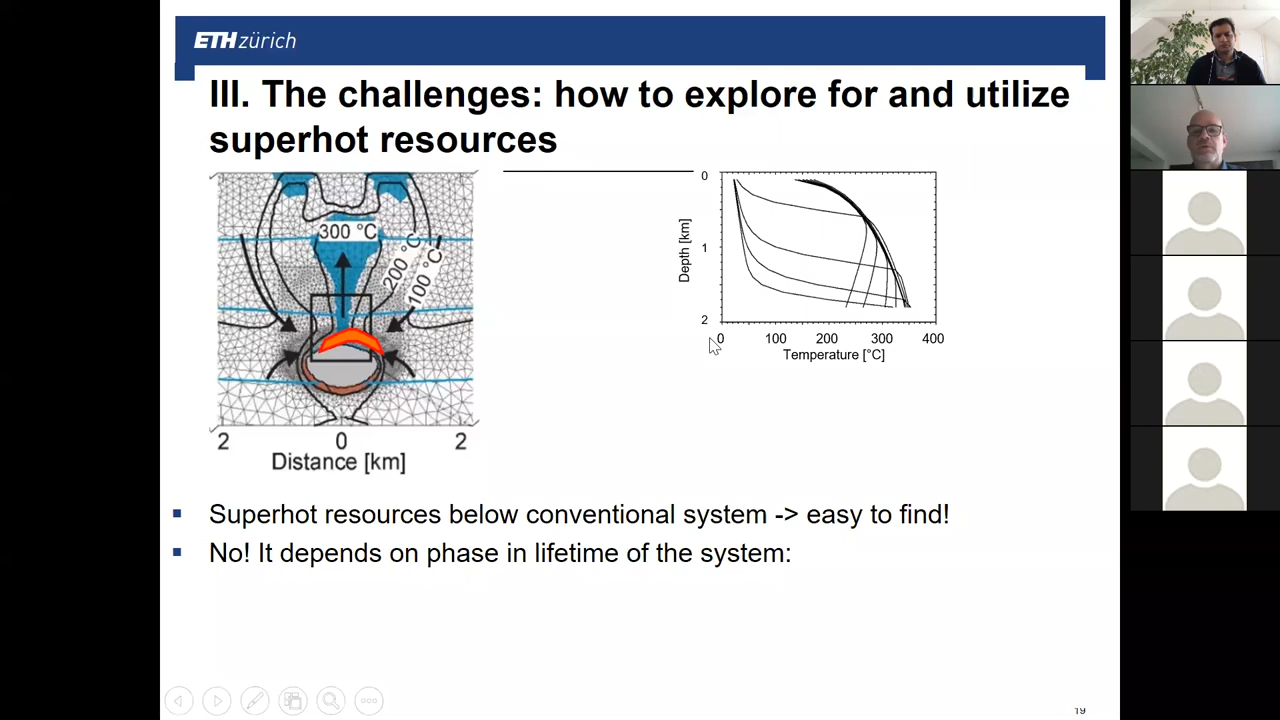 ETH zürich
III. The challenges: how to explore for and utilize
superhot resources
300 °C
200 °C
100 °C
2 0 2
Distance [km]
0
1
2
Depth [km]
0 100 200 300 400
Temperature [°C]
Superhot resources below conventional system -> easy to find!
No! It depends on phase in lifetime of the system:
19